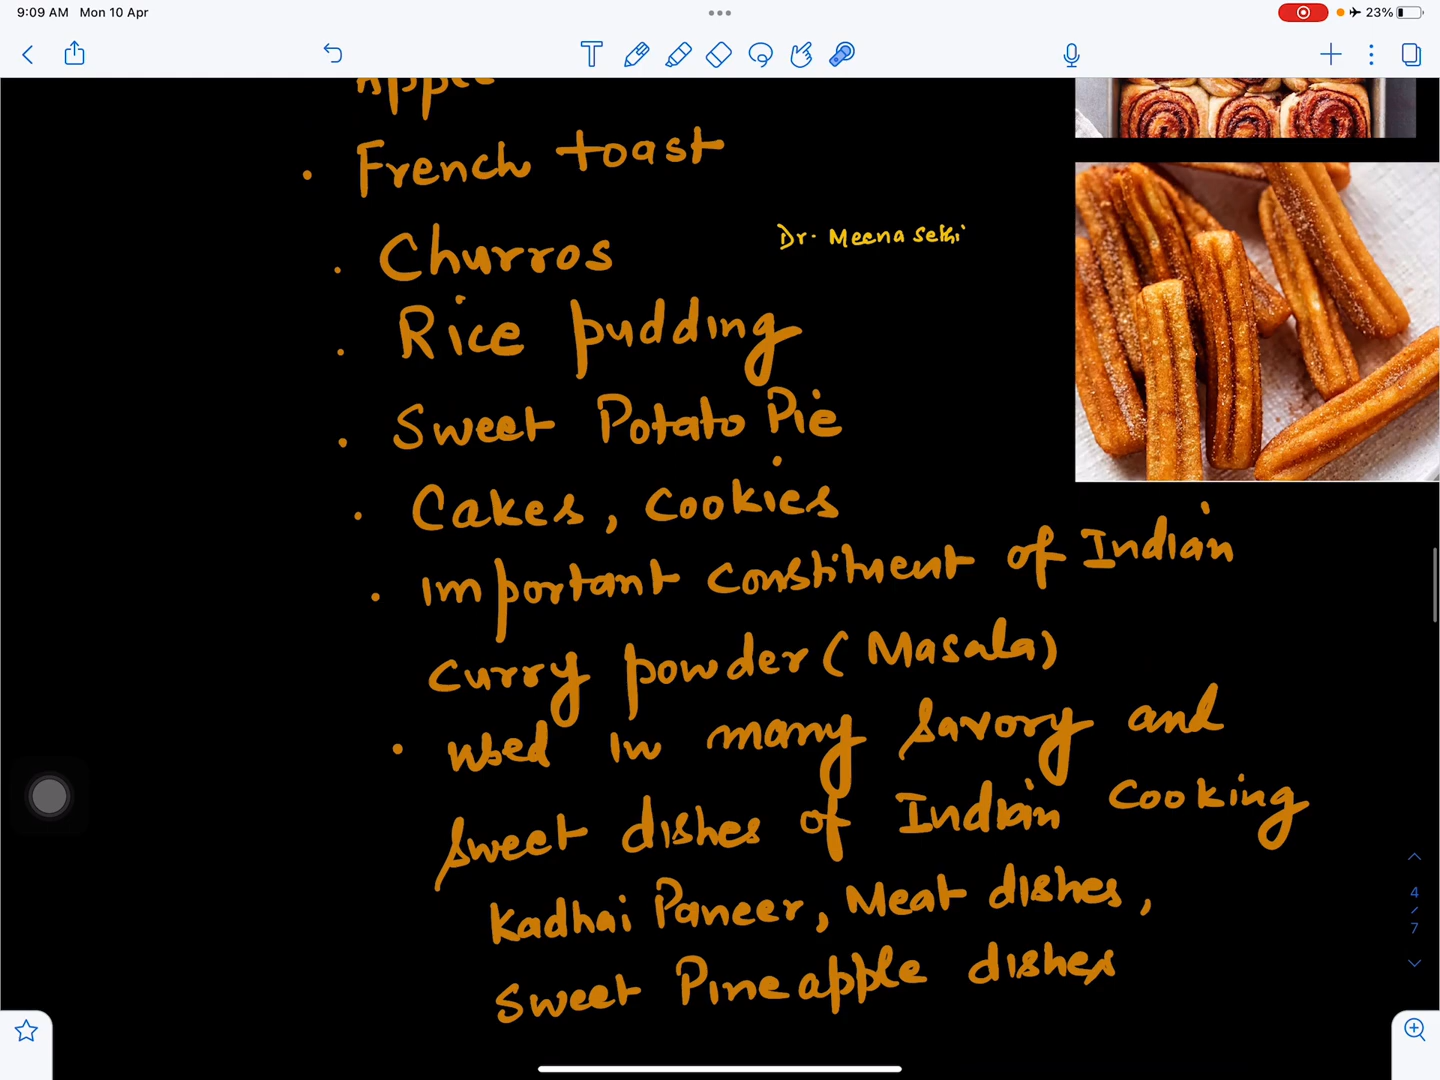 9:09 AM Mon 10 Apr
23%
Apple
• French toast
• Churros
Dr. Meena Sethi
• Rice pudding
• Sweet Potato Pie
• Cakes, Cookies
• Important constituent of Indian
Curry powder (Masala)
• Used in many savory and
sweet dishes of Indian cooking
Kadhai Paneer, Meat dishes,
Sweet Pineapple dishes
4
/
7